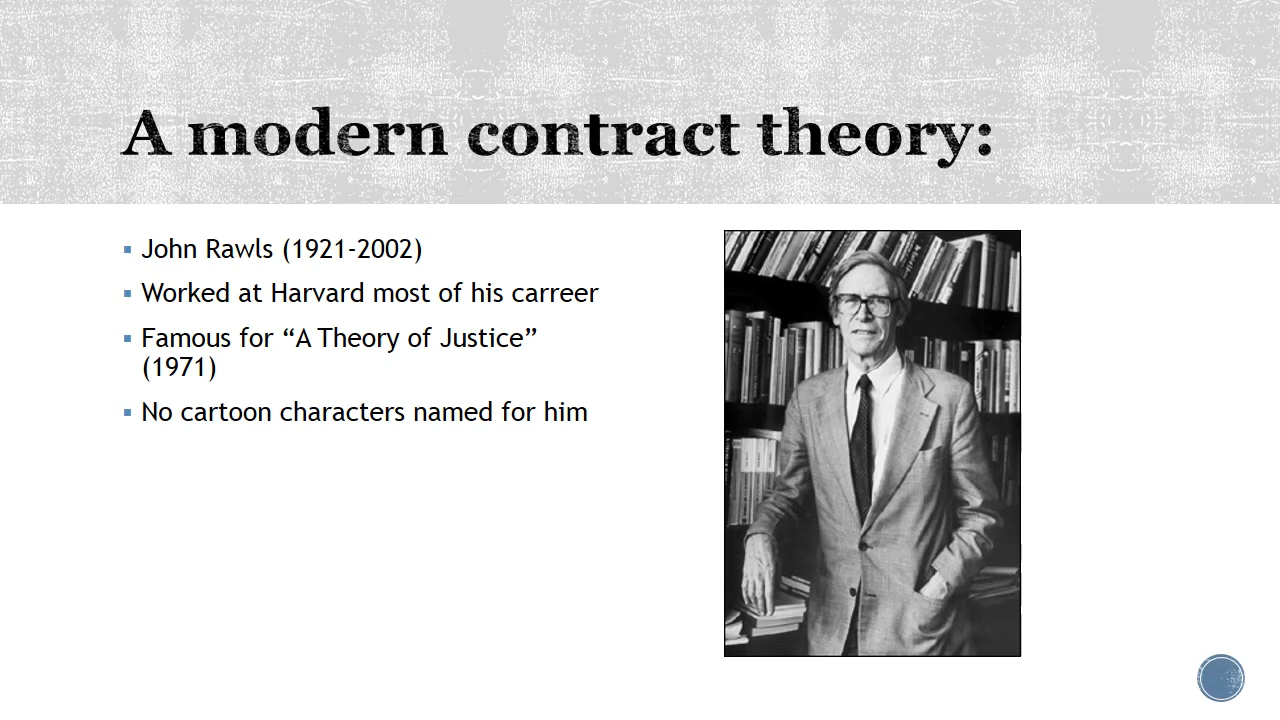 A modern contract theory:
▪ John Rawls (1921-2002)
▪ Worked at Harvard most of his carreer
▪ Famous for “A Theory of Justice”
(1971)
▪ No cartoon characters named for him